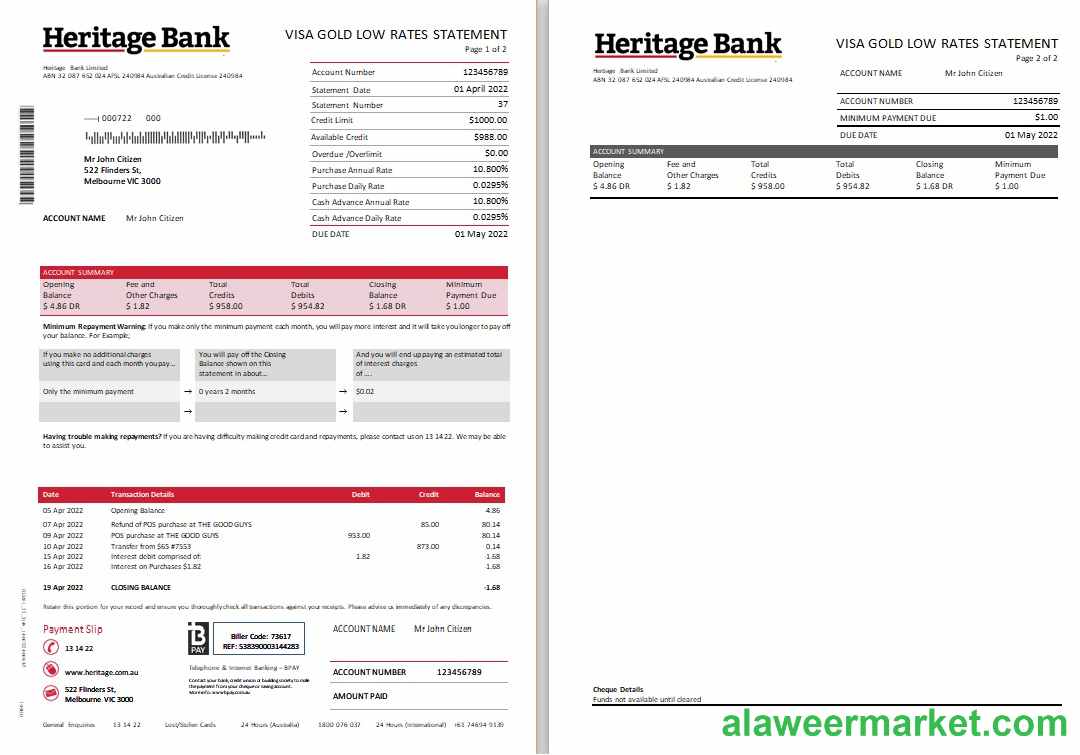 Heritage Bank
Heritage Bank Limited
ABN 32 087 652 024 AFSL 240984 Australian Credit License 240984
VISA GOLD LOW RATES STATEMENT
Page 1 of 2
Account Number 123456789
Statement Date 01 April 2022
Statement Number 37
Credit Limit $1000.00
Available Credit $988.00
Overdue /Overlimit $0.00
Purchase Annual Rate 10.800%
Purchase Daily Rate 0.0295%
Cash Advance Annual Rate 10.800%
Cash Advance Daily Rate 0.0295%
DUE DATE 01 May 2022
000722 000
Mr John Citizen
522 Flinders St,
Melbourne VIC 3000
ACCOUNT NAME Mr John Citizen
ACCOUNT SUMMARY
Opening Fee and Total Total Closing Minimum
Balance Other Charges Credits Debits Balance Payment Due
$ 4.86 DR $ 1.82 $ 958.00 $ 954.82 $ 1.68 DR $ 1.00
Minimum Repayment Warning: If you make only the minimum payment each month, you will pay more interest and it will take you longer to pay off
your balance. For Example;
If you make no additional charges You will pay off the Closing And you will end up paying an estimated total
using this card and each month you pay... Balance shown on this of interest charges
statement in about... of ....
Only the minimum payment → 0 years 2 months → $0.02
→ →
Having trouble making repayments? If you are having difficulty making credit card and repayments, please contact us on 13 14 22. We may be able
to assist you.
Date Transaction Details Debit Credit Balance
05 Apr 2022 Opening Balance 4.86
07 Apr 2022 Refund of POS purchase at THE GOOD GUYS 85.00 80.14
09 Apr 2022 POS purchase at THE GOOD GUYS 953.00 80.14
10 Apr 2022 Transfer from $65 #7553 873.00 0.14
15 Apr 2022 Interest debit comprised of: 1.82 -1.68
16 Apr 2022 Interest on Purchases $1.82 -1.68
19 Apr 2022 CLOSING BALANCE -1.68
Retain this portion for your record and ensure you thoroughly check all transactions against your receipts. Please advise us immediately of any discrepancies.
Payment Slip
13 14 22
www.heritage.com.au
522 Flinders St,
Melbourne VIC 3000
B
PAY
Biller Code: 73617
REF: 538390003144283
Telephone & Internet Banking – BPAY
Contact your bank, credit union or building society to make
the payment from your cheque or saving account.
ACCOUNT NAME Mr John Citizen
ACCOUNT NUMBER 123456789
AMOUNT PAID
General Enquires 13 14 22 Lost/Stolen Cards 24 Hours (Australia) 1800 076 037 24 Hours (International) +61 74694 9139
Heritage Bank
Heritage Bank Limited
ABN 32 087 652 024 AFSL 240984 Australian Credit License 240984
VISA GOLD LOW RATES STATEMENT
Page 2 of 2
ACCOUNT NAME Mr John Citizen
ACCOUNT NUMBER 123456789
MINIMUM PAYMENT DUE $1.00
DUE DATE 01 May 2022
ACCOUNT SUMMARY
Opening Fee and Total Total Closing Minimum
Balance Other Charges Credits Debits Balance Payment Due
$ 4.86 DR $ 1.82 $ 958.00 $ 954.82 $ 1.68 DR $ 1.00
Cheque Details
Funds not available until cleared
alaweermarket.com